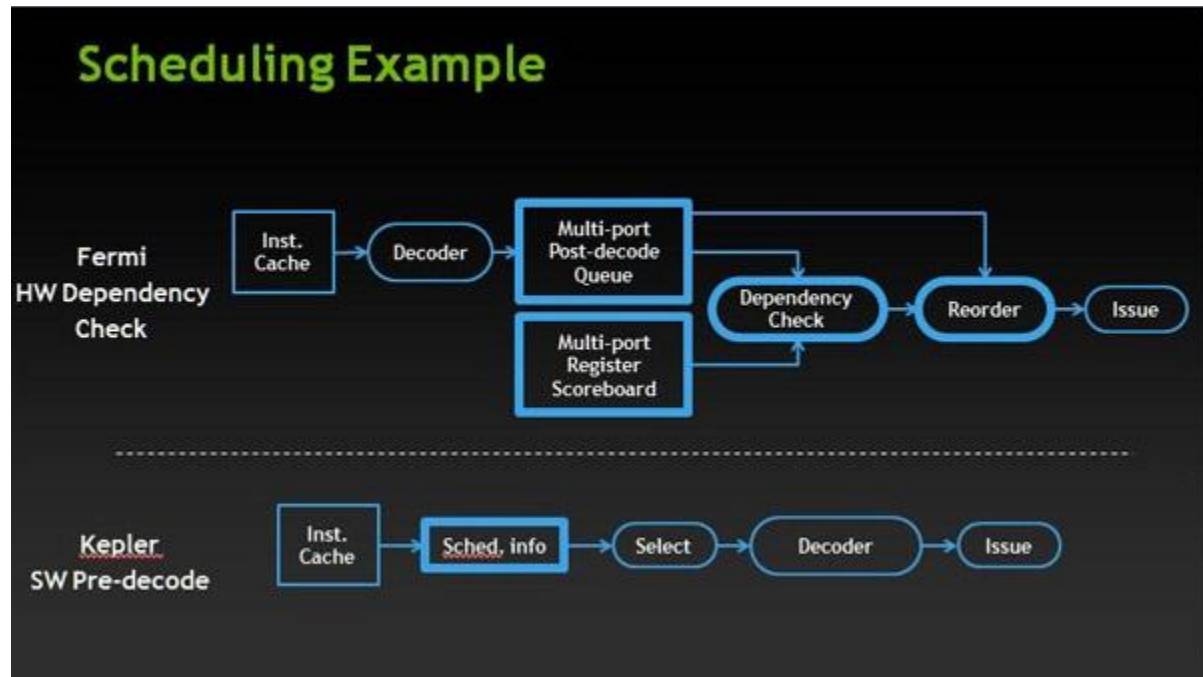 Scheduling Example
Fermi
HW Dependency
Check
Inst.
Cache
Decoder
Multi-port
Post-decode
Queue
Multi-port
Register
Scoreboard
Dependency
Check
Reorder
Issue
Kepler
SW Pre-decode
Inst.
Cache
Sched. info
Select
Decoder
Issue